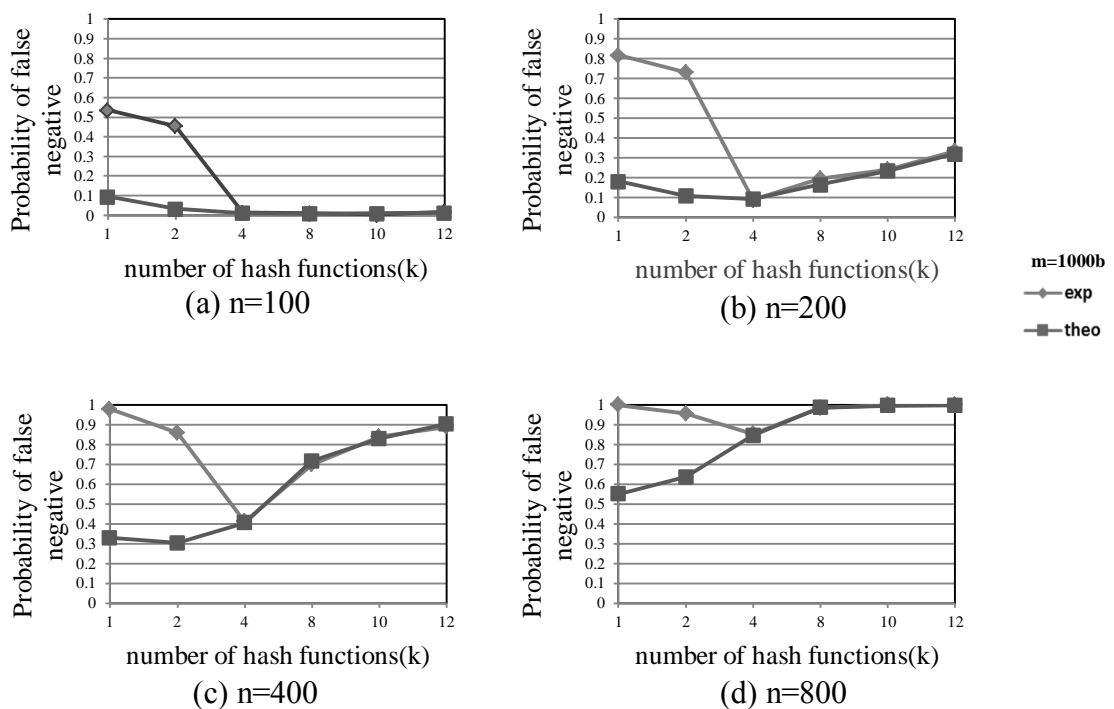 1
0.9
0.8
0.7
0.6
0.5
0.4
0.3
0.2
0.1
0
Probability of false
negative
1 2 4 8 10 12
number of hash functions(k)
(a) n=100
1
0.9
0.8
0.7
0.6
0.5
0.4
0.3
0.2
0.1
0
Probability of false
negative
1 2 4 8 10 12
number of hash functions(k)
(b) n=200
m=1000b
exp
theo
1
0.9
0.8
0.7
0.6
0.5
0.4
0.3
0.2
0.1
0
Probability of false
negative
1 2 4 8 10 12
number of hash functions(k)
(c) n=400
1
0.9
0.8
0.7
0.6
0.5
0.4
0.3
0.2
0.1
0
Probability of false
negative
1 2 4 8 10 12
number of hash functions(k)
(d) n=800